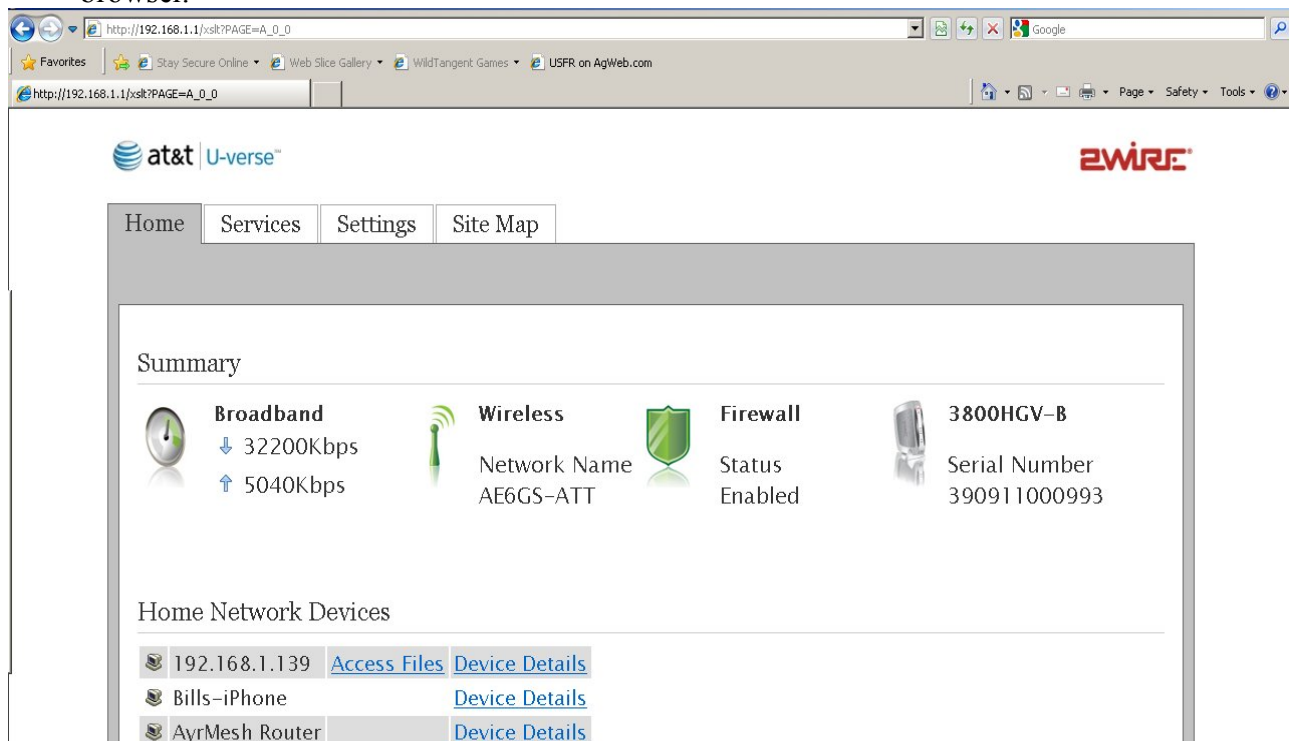 browser.
http://192.168.1.1/xslt?PAGE=A_0_0 Google
Favorites Stay Secure Online Web Slice Gallery WildTangent Games USFR on AgWeb.com
http://192.168.1.1/xslt?PAGE=A_0_0 Page Safety Tools
at&t U-verse℠ 2WIRE®
Home Services Settings Site Map
Summary
Broadband
32200Kbps
5040Kbps
Wireless
Network Name
AE6GS-ATT
Firewall
Status
Enabled
3800HGV-B
Serial Number
390911000993
Home Network Devices
192.168.1.139 Access Files Device Details
Bills-iPhone Device Details
AyrMesh Router Device Details